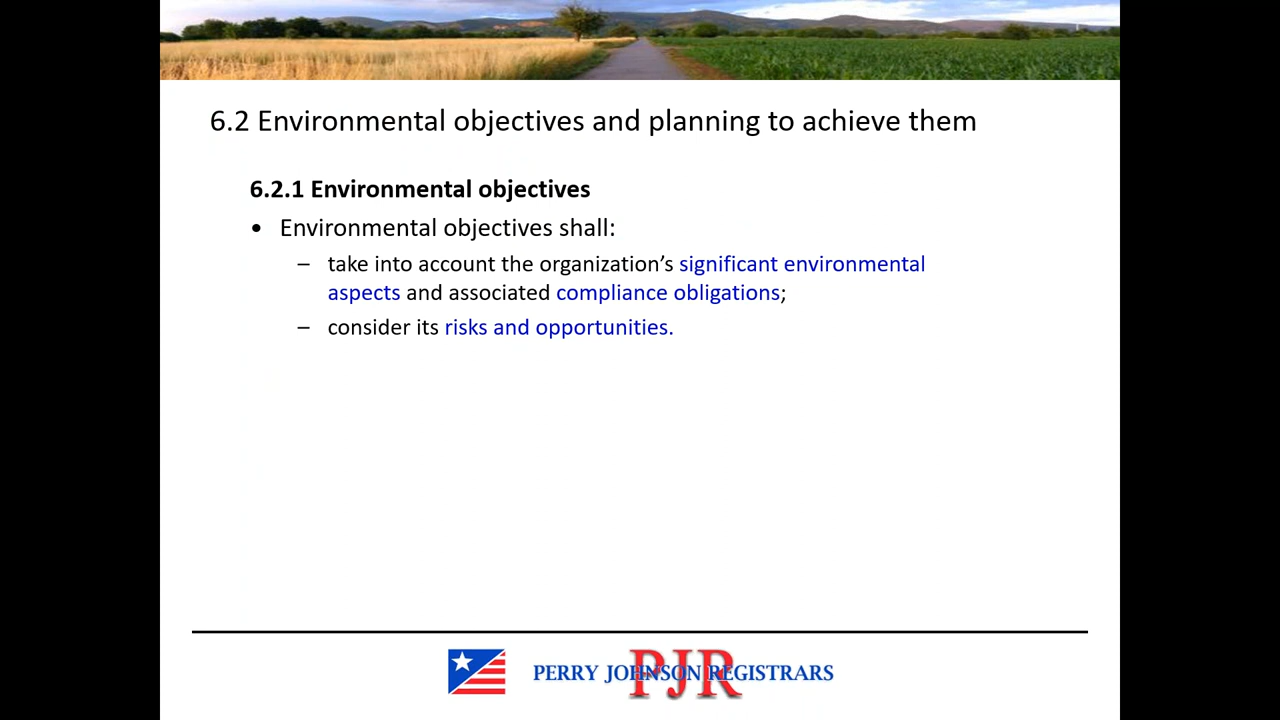 6.2 Environmental objectives and planning to achieve them
6.2.1 Environmental objectives
• Environmental objectives shall:
– take into account the organization’s significant environmental
aspects and associated compliance obligations;
– consider its risks and opportunities.
PJR
PERRY JOHNSON REGISTRARS